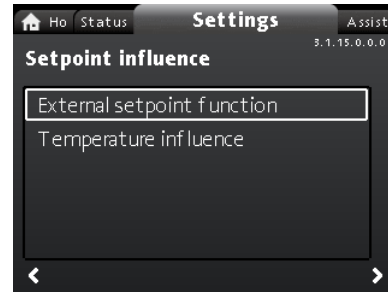 Ho Status Settings Assist
3.1.15.0.0.0
Setpoint influence
External setpoint function
Temperature influence